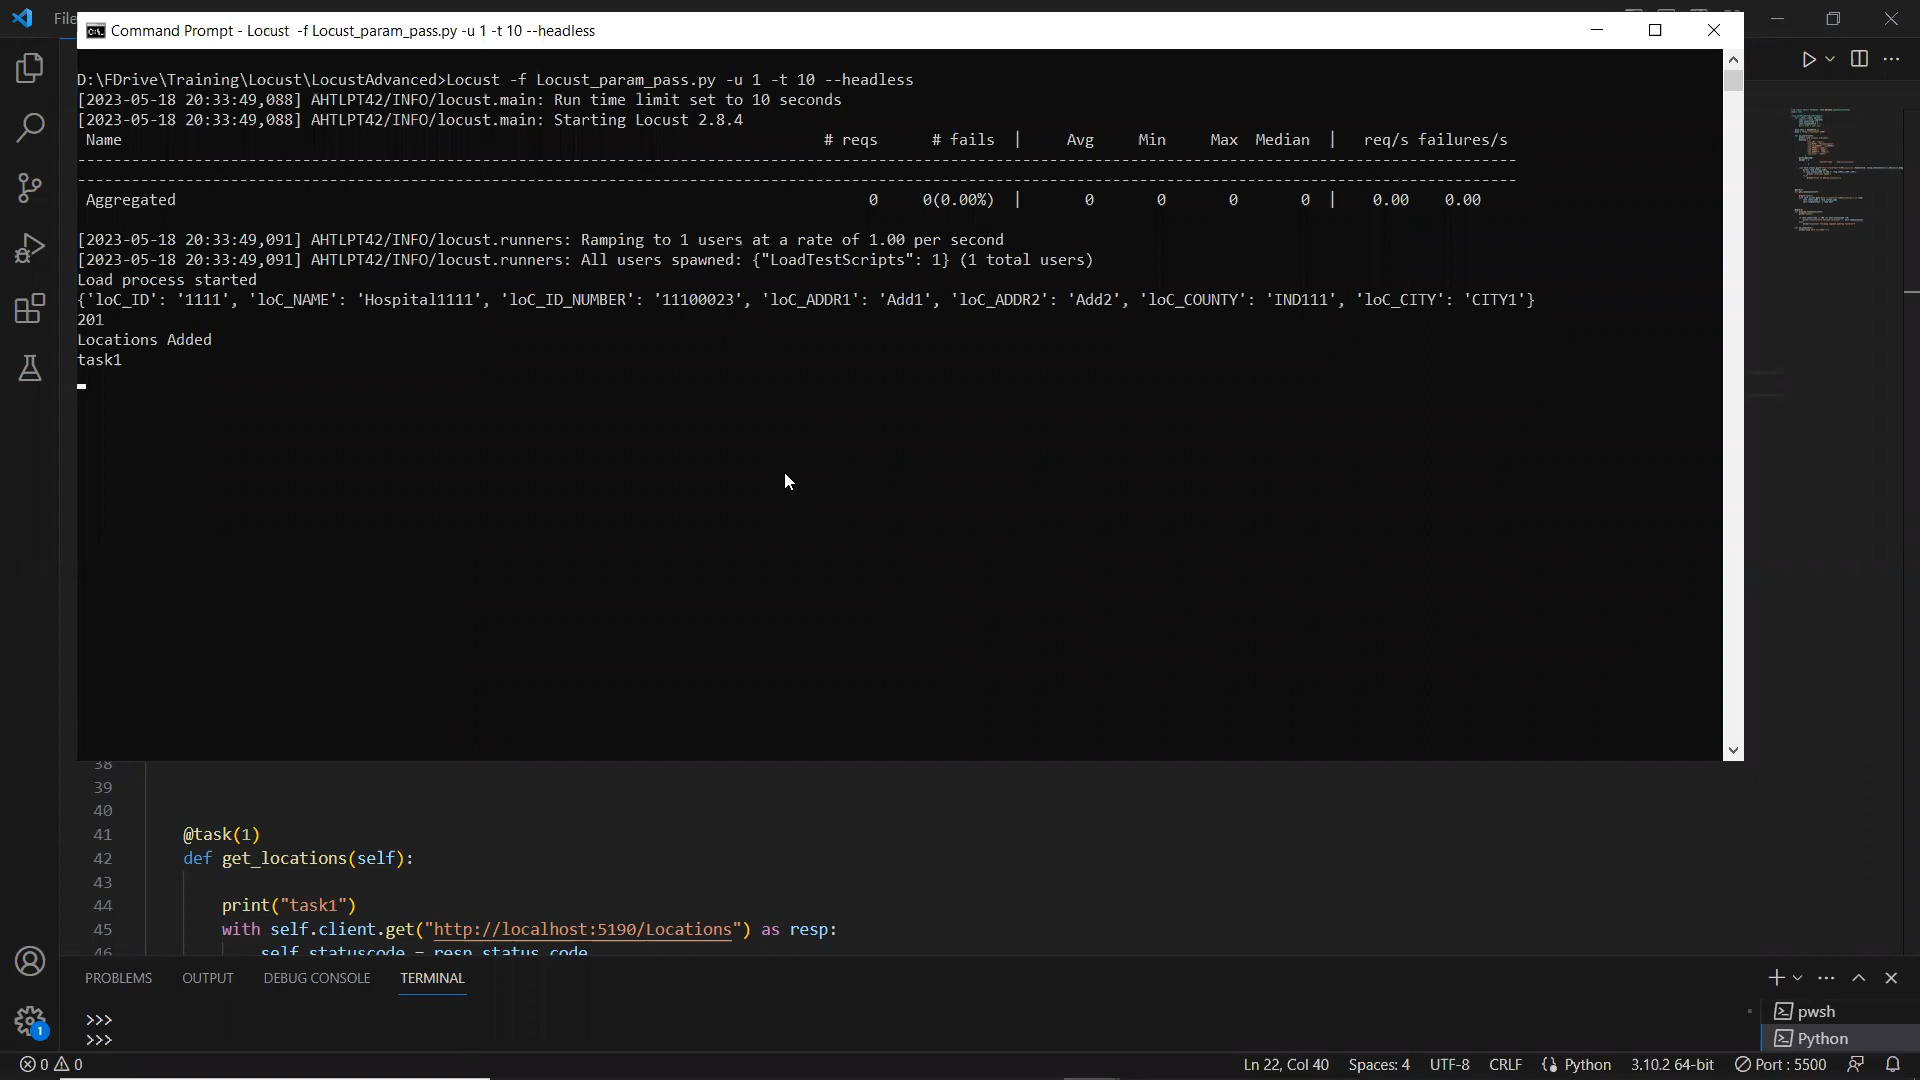 File
Command Prompt - Locust  -f Locust_param_pass.py -u 1 -t 10 --headless
D:\FDrive\Training\Locust\LocustAdvanced>Locust -f Locust_param_pass.py -u 1 -t 10 --headless
[2023-05-18 20:33:49,088] AHTLPT42/INFO/locust.main: Run time limit set to 10 seconds
[2023-05-18 20:33:49,088] AHTLPT42/INFO/locust.main: Starting Locust 2.8.4
Name # reqs # fails | Avg Min Max Median | req/s failures/s
Aggregated 0 0(0.00%) | 0 0 0 0 | 0.00 0.00
[2023-05-18 20:33:49,091] AHTLPT42/INFO/locust.runners: Ramping to 1 users at a rate of 1.00 per second
[2023-05-18 20:33:49,091] AHTLPT42/INFO/locust.runners: All users spawned: {"LoadTestScripts": 1} (1 total users)
Load process started
{'loC_ID': '1111', 'loC_NAME': 'Hospital1111', 'loC_ID_NUMBER': '11100023', 'loC_ADDR1': 'Add1', 'loC_ADDR2': 'Add2', 'loC_COUNTY': 'IND111', 'loC_CITY': 'CITY1'}
201
Locations Added
task1
38
39
40
41 @task(1)
42 def get_locations(self):
43
44 print("task1")
45 with self.client.get("http://localhost:5190/Locations") as resp:
46 self.statuscode = resp.status_code
PROBLEMS OUTPUT DEBUG CONSOLE TERMINAL
>>>
>>>
pwsh
Python
1
0 0 Ln 22, Col 40 Spaces: 4 UTF-8 CRLF Python 3.10.2 64-bit Port : 5500